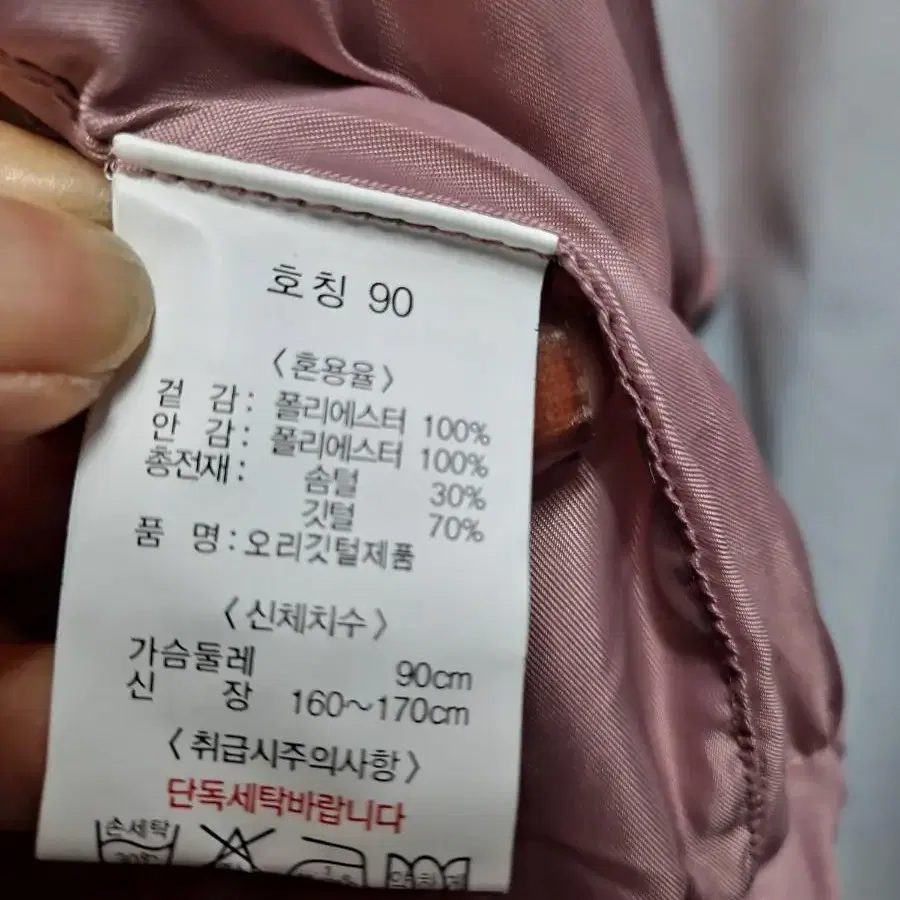 호칭 90
<혼용율>
겉 감: 폴리에스터 100%
안 감: 폴리에스터 100%
충전재: 솜털 30%
깃털 70%
품 명:오리깃털제품
<신체치수>
가슴둘레 90cm
신 장 160~170cm
<취급시주의사항>
단독세탁바랍니다
손세탁